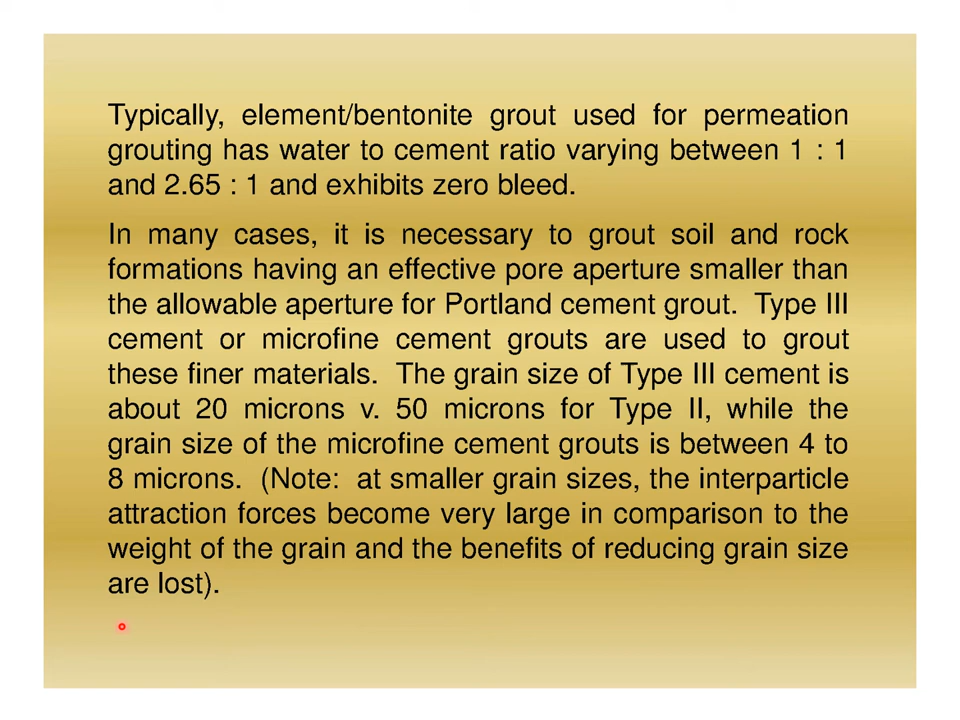 Typically, element/bentonite grout used for permeation
grouting has water to cement ratio varying between 1 : 1
and 2.65 : 1 and exhibits zero bleed.
In many cases, it is necessary to grout soil and rock
formations having an effective pore aperture smaller than
the allowable aperture for Portland cement grout. Type III
cement or microfine cement grouts are used to grout
these finer materials. The grain size of Type III cement is
about 20 microns v. 50 microns for Type II, while the
grain size of the microfine cement grouts is between 4 to
8 microns. (Note: at smaller grain sizes, the interparticle
attraction forces become very large in comparison to the
weight of the grain and the benefits of reducing grain size
are lost).